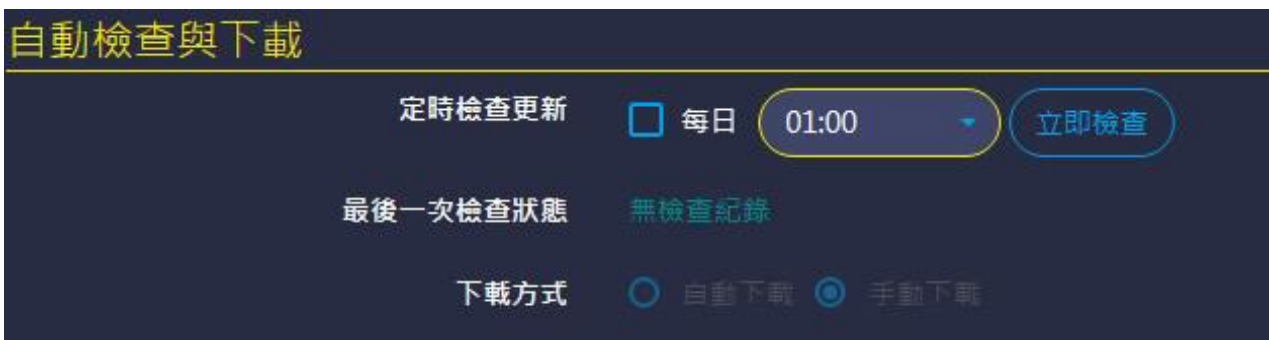 自動檢查與下載
定時檢查更新 每日 01:00 立即檢查
最後一次檢查狀態 無檢查紀錄
下載方式 自動下載 手動下載